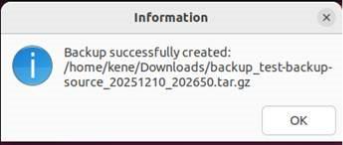 Information
Backup successfully created:
/home/kene/Downloads/backup_test-backup-
source_20251210_202650.tar.gz
OK